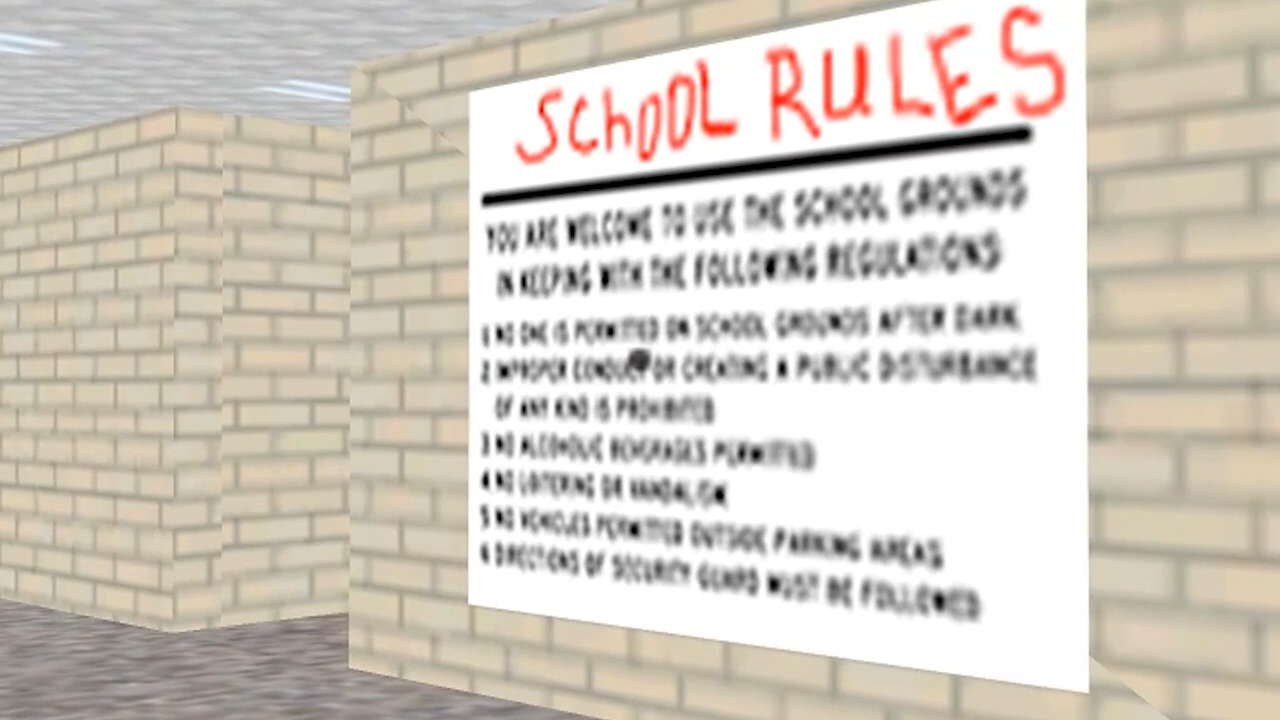 SChOOL RULES
YOU ARE WELCOME TO USE THE SCHOOL GROUNDS
IN KEEPING WITH THE FOLLOWING REGULATIONS
1 NO ONE IS PERMITTED ON SCHOOL GROUNDS AFTER DARK
2 IMPROPER CONDUCT OR CREATING A PUBLIC DISTURBANCE
OF ANY KIND IS PROHIBITED
3 NO ALCOHOLIC BEVERAGES PERMITTED
4 NO LOITERING OR VANDALISM
5 NO VEHICLES PERMITTED OUTSIDE PARKING AREAS
6 DIRECTIONS OF SECURITY GUARD MUST BE FOLLOWED